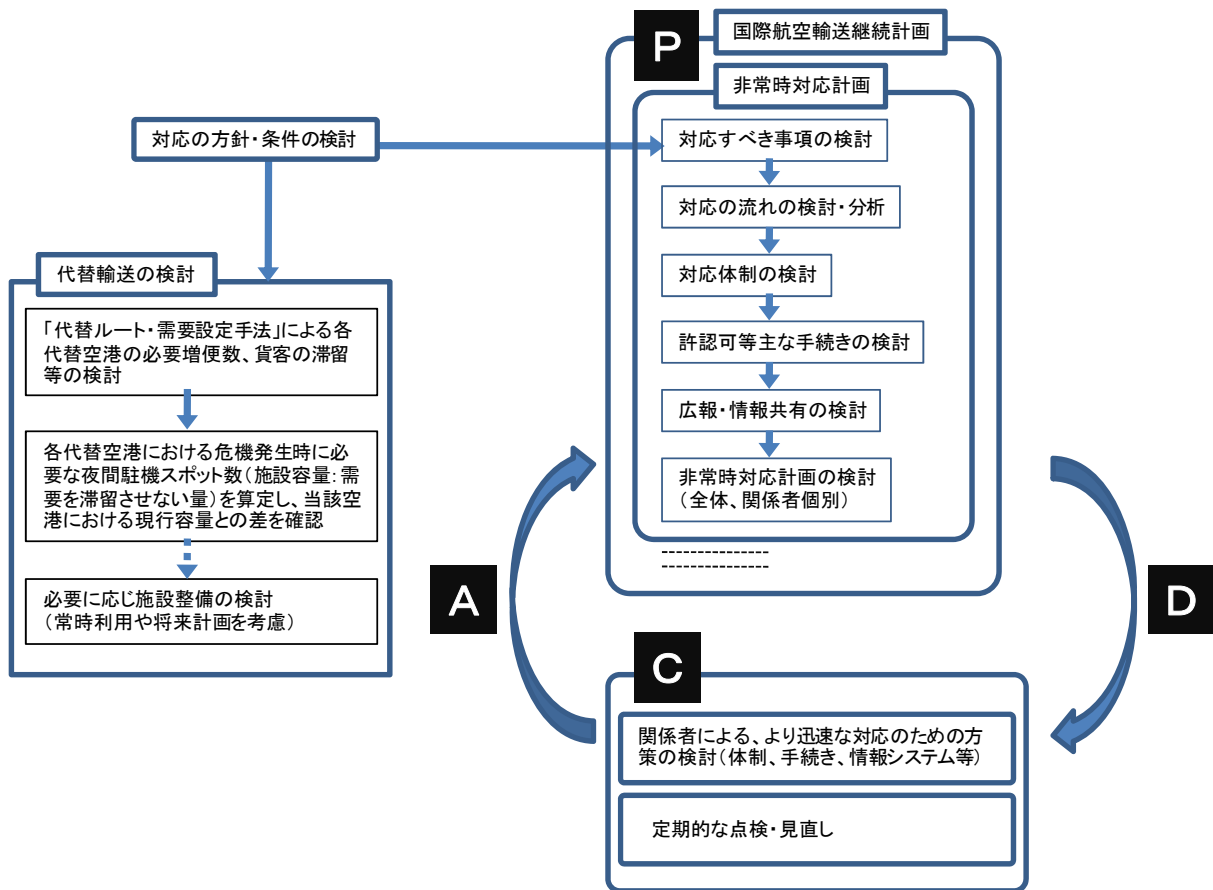 P
国際航空輸送継続計画
非常時対応計画
対応の方針・条件の検討
対応すべき事項の検討
対応の流れの検討・分析
対応体制の検討
許認可等主な手続きの検討
広報・情報共有の検討
非常時対応計画の検討
(全体、関係者個別)
代替輸送の検討
「代替ルート・需要設定手法」による各
代替空港の必要増便数、貨客の滞留
等の検討
各代替空港における危機発生時に必
要な夜間駐機スポット数(施設容量:需
要を滞留させない量)を算定し、当該空
港における現行容量との差を確認
必要に応じ施設整備の検討
(常時利用や将来計画を考慮)
A
D
C
関係者による、より迅速な対応のための方
策の検討(体制、手続き、情報システム等)
定期的な点検・見直し